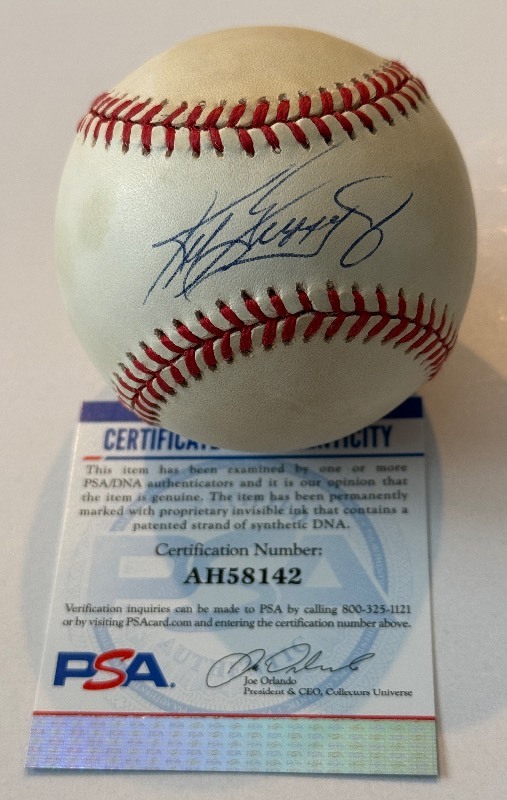 CERTIFICATE AUTHENTICITY
This item has been examined by one or more
PSA/DNA authenticators and it is our opinion that
the item is genuine. The item has been permanently
marked with proprietary invisible ink that contains a
patented strand of synthetic DNA.
Certification Number:
AH58142
Verification inquiries can be made to PSA by calling 800-325-1121
or by visiting PSAcard.com and entering the certification number above.
PSA
Joe Orlando
President & CEO, Collectors Universe